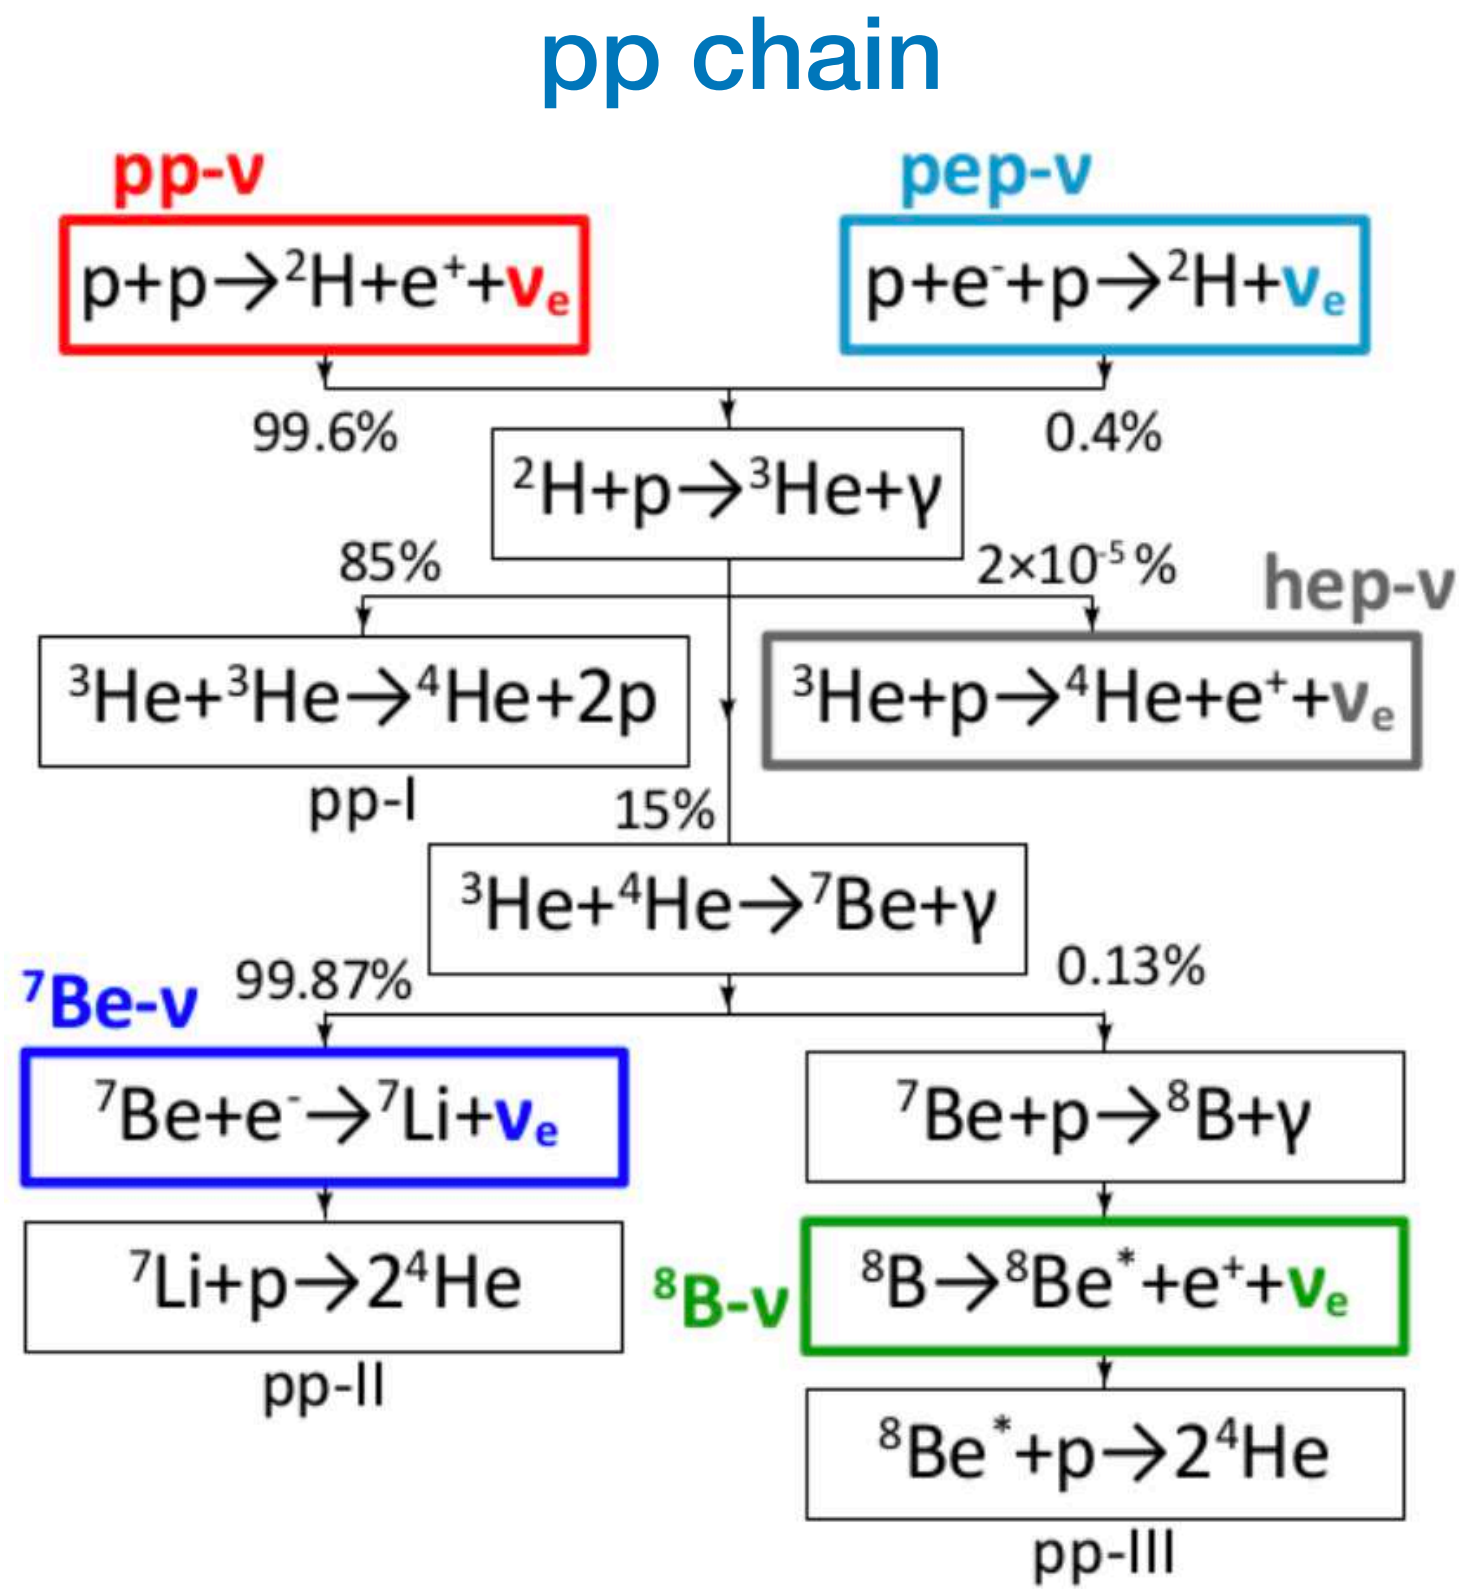 pp chain
pp-ν pep-ν
p+p→²H+e⁺+νₑ p+e⁻+p→²H+νₑ
99.6% 0.4%
²H+p→³He+γ
85% 2×10⁻⁵ % hep-ν
³He+³He→⁴He+2p ³He+p→⁴He+e⁺+νₑ
pp-I 15%
³He+⁴He→⁷Be+γ
⁷Be-ν 99.87% 0.13%
⁷Be+e⁻→⁷Li+νₑ ⁷Be+p→⁸B+γ
⁷Li+p→2⁴He ⁸B-ν ⁸B→⁸Be*+e⁺+νₑ
pp-II
⁸Be*+p→2⁴He
pp-III